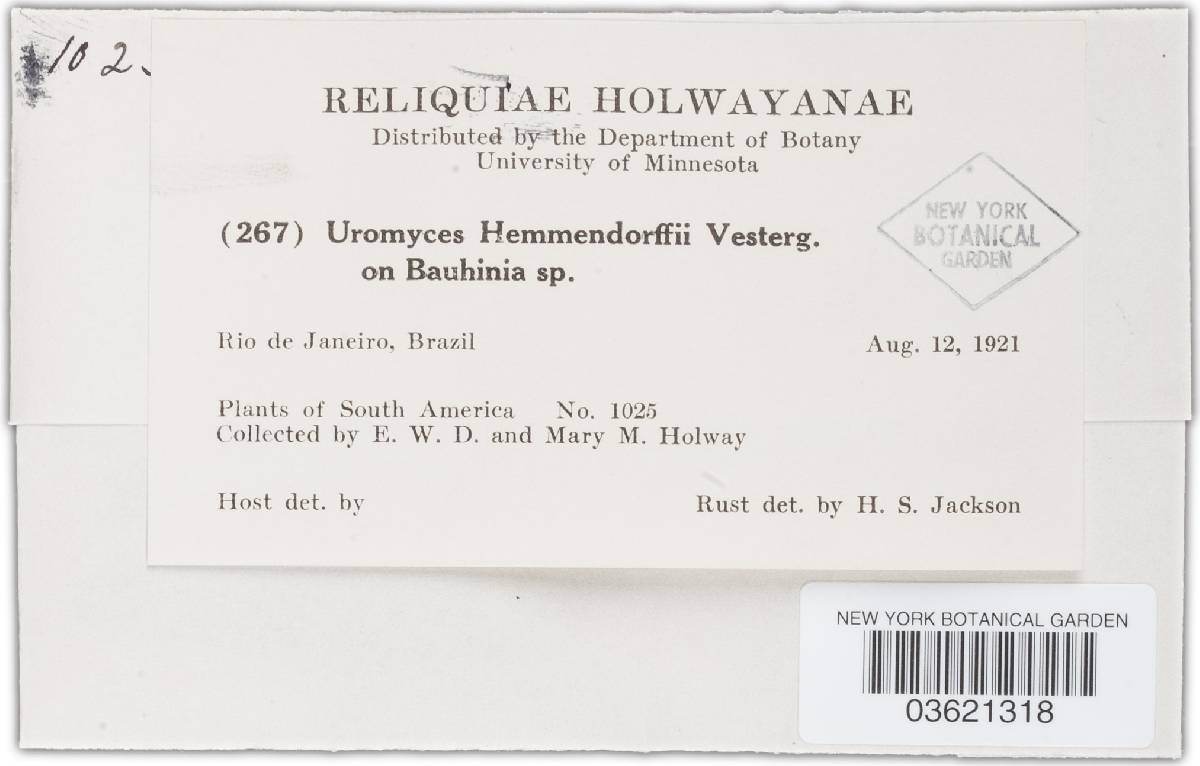 102.
RELIQUIAE HOLWAYANAE
Distributed by the Department of Botany
University of Minnesota
(267) Uromyces Hemmendorffii Vesterg.
on Bauhinia sp.
NEW YORK
BOTANICAL
GARDEN
Rio de Janeiro, Brazil Aug. 12, 1921
Plants of South America No. 1025
Collected by E. W. D. and Mary M. Holway
Host det. by Rust det. by H. S. Jackson
NEW YORK BOTANICAL GARDEN
03621318